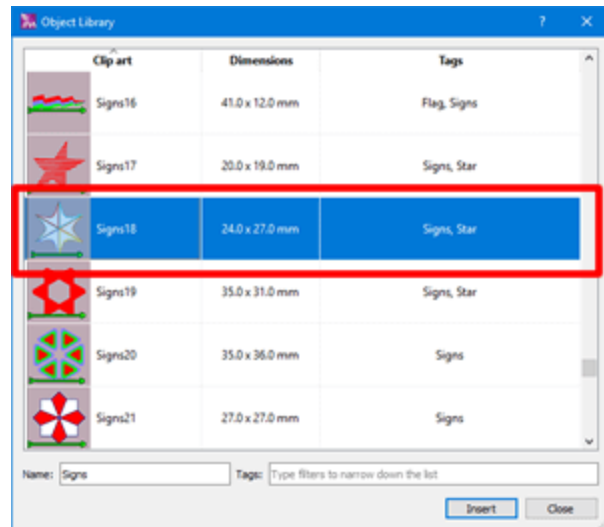 Object Library ? ×
Clip art Dimensions Tags
Signs16 41.0 x 12.0 mm Flag, Signs
Signs17 20.0 x 19.0 mm Signs, Star
Signs18 24.0 x 27.0 mm Signs, Star
Signs19 35.0 x 31.0 mm Signs, Star
Signs20 35.0 x 36.0 mm Signs
Signs21 27.0 x 27.0 mm Signs
Name: Signs Tags: Type filters to narrow down the list
Insert Close